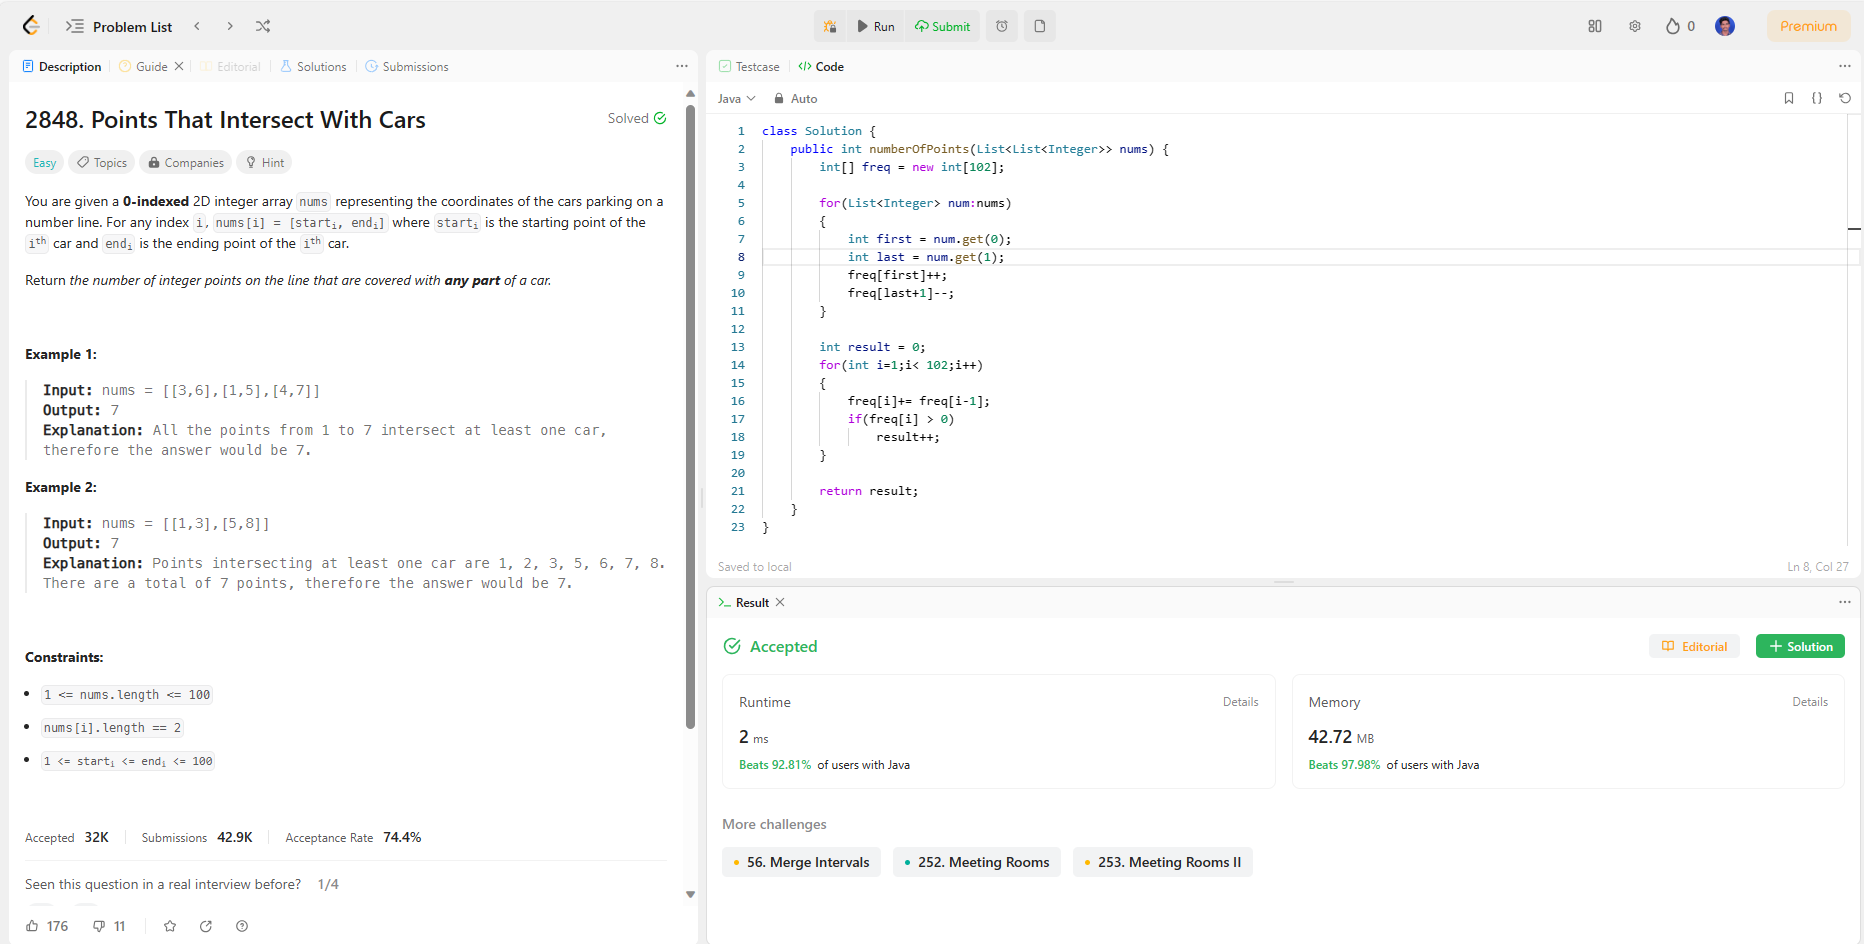 Problem List
Run
Submit
0
Premium
Description
Guide
Editorial
Solutions
Submissions
2848. Points That Intersect With Cars
Solved
Easy
Topics
Companies
Hint
You are given a 0-indexed 2D integer array nums representing the coordinates of the cars parking on a
number line. For any index i, nums[i] = [starti, endi] where starti is the starting point of the
ith car and endi is the ending point of the ith car.
Return the number of integer points on the line that are covered with any part of a car.
Example 1:
Input: nums = [[3,6],[1,5],[4,7]]
Output: 7
Explanation: All the points from 1 to 7 intersect at least one car,
therefore the answer would be 7.
Example 2:
Input: nums = [[1,3],[5,8]]
Output: 7
Explanation: Points intersecting at least one car are 1, 2, 3, 5, 6, 7, 8.
There are a total of 7 points, therefore the answer would be 7.
Constraints:
1 <= nums.length <= 100
nums[i].length == 2
1 <= starti <= endi <= 100
Accepted 32K
Submissions 42.9K
Acceptance Rate 74.4%
Seen this question in a real interview before? 1/4
176
11
Testcase
Code
Java
Auto
1 class Solution {
2 public int numberOfPoints(List<List<Integer>> nums) {
3 int[] freq = new int[102];
4
5 for(List<Integer> num:nums)
6 {
7 int first = num.get(0);
8 int last = num.get(1);
9 freq[first]++;
10 freq[last+1]--;
11 }
12
13 int result = 0;
14 for(int i=1;i< 102;i++)
15 {
16 freq[i]+= freq[i-1];
17 if(freq[i] > 0)
18 result++;
19 }
20
21 return result;
22 }
23 }
Saved to local
Ln 8, Col 27
Result
Accepted
Editorial
Solution
Runtime
Details
2 ms
Beats 92.81% of users with Java
Memory
Details
42.72 MB
Beats 97.98% of users with Java
More challenges
56. Merge Intervals
252. Meeting Rooms
253. Meeting Rooms II